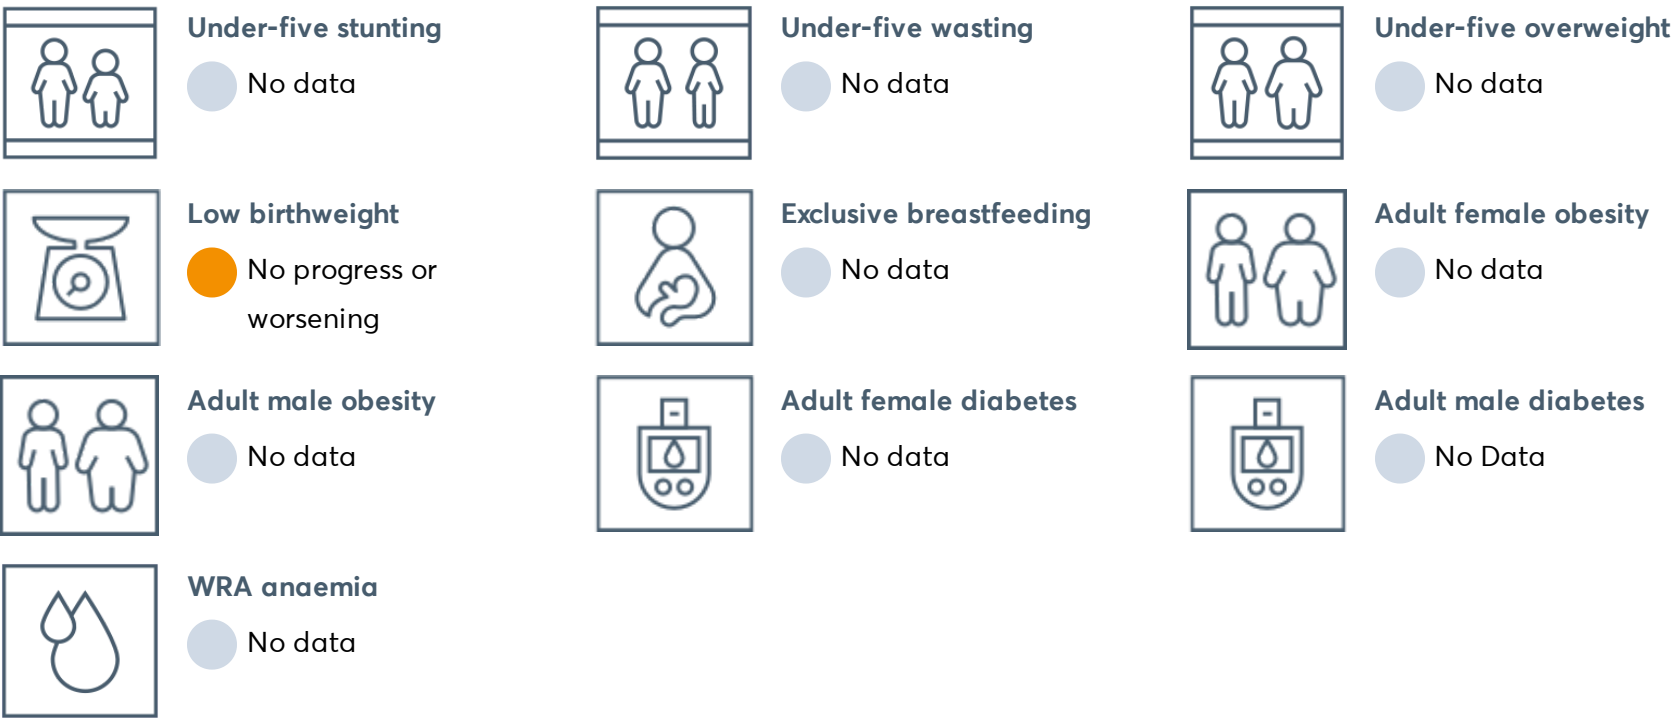 Under-five stunting
No data
Under-five wasting
No data
Under-five overweight
No data
Low birthweight
No progress or
worsening
Exclusive breastfeeding
No data
Adult female obesity
No data
Adult male obesity
No data
Adult female diabetes
No data
Adult male diabetes
No Data
WRA anaemia
No data